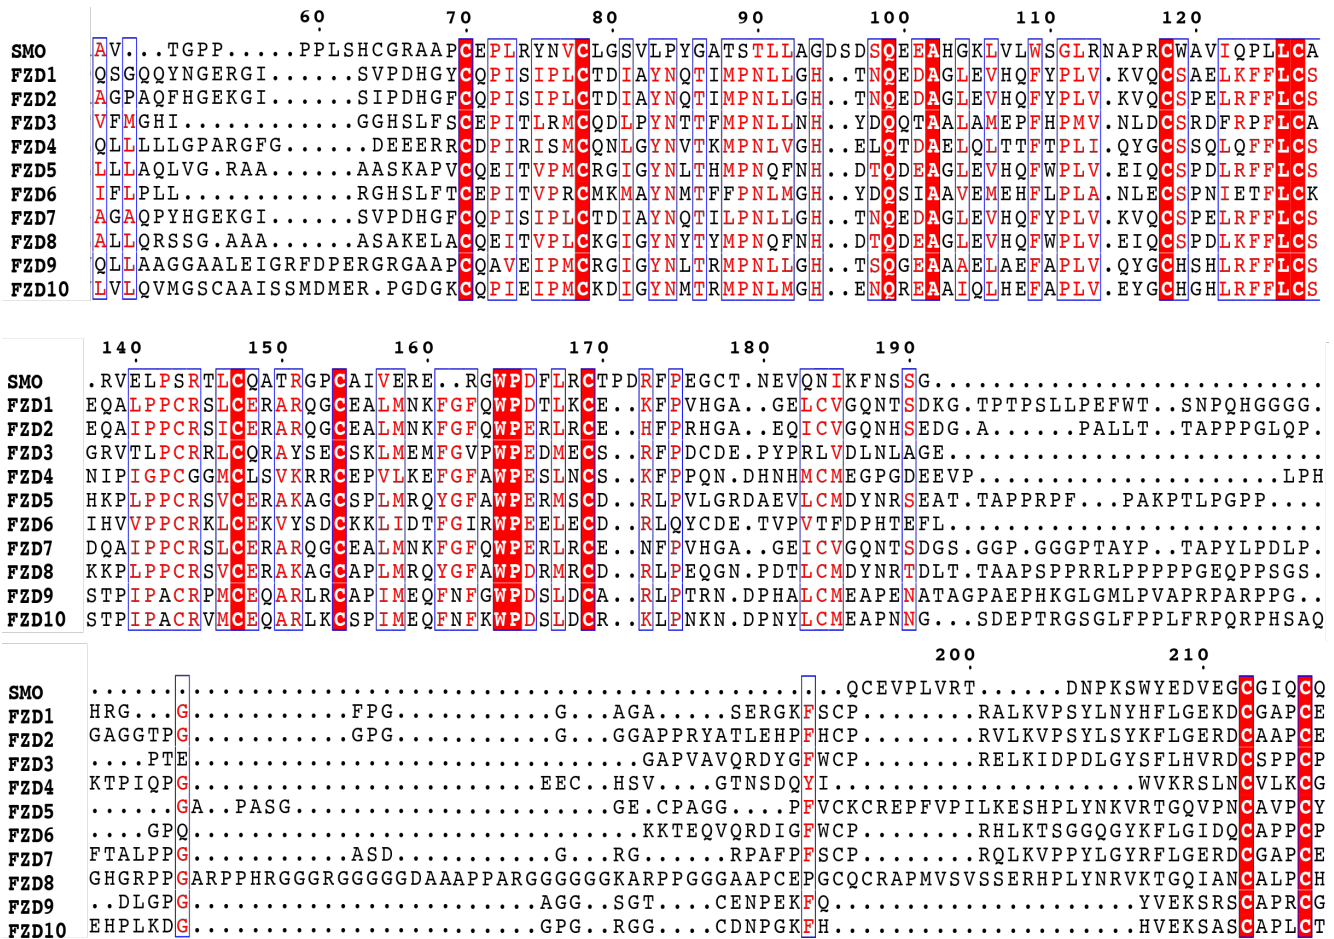 60 70 80 90 100 110 120
SMO AV...TGPP.....PPLSHCGRAAPCEPLRYNVCLGSVLPYGATSTLLAGDSDSQEEAHGKLVLWSGLRNAPRCWAVIQPLLCA
FZD1 QSGQQYNGERGI......SVPDHGYCQPISIPLCTDIAYNQTIMPNLLGH..TNQEDAGLEVHQFYPLV.KVQCSAELKFFLCS
FZD2 AGPAQFHGEKGI......SIPDHGFCQPISIPLCTDIAYNQTIMPNLLGH..TNQEDAGLEVHQFYPLV.KVQCSPELRFFLCS
FZD3 VFMGHI............GGHSLFSCEPITLRMCQDLPYNTTFMPNLLNH..YDQQTAALAMEPFHPMV.NLDCSRDFRPFLCA
FZD4 QLLLLLGPARGFG.....DEEERRCDPIRISMCQNLGYNVTKMPNLVGH..ELQTDAELQLTTFTPLI.QYGCSSQLQFFLCS
FZD5 LLLAQLVG.RAA......AASKAPVCQEITVPMCRGIGYNLTHMPNQFNH..DTQDEAGLEVHQFWPLV.EIQCSPDLRFFLCS
FZD6 IFLPLL............RGHSLFTCEPITVPRCMKMAYNMTFFPNLMGH..YDQSIAAVEMEHFLPLA.NLECSPNIETFLCK
FZD7 AGAQPYHGEKGI......SVPDHGFCQPISIPLCTDIAYNQTILPNLLGH..TNQEDAGLEVHQFYPLV.KVQCSPELRFFLCS
FZD8 ALLQRSSG.AAA......ASAKELACQEITVPLCKGIGYNYTYMPNQFNH..DTQDEAGLEVHQFWPLV.EIQCSPDLKFFLCS
FZD9 QLLAAGGAALEIGRFDPERGRGAAPCQAVEIPMCRGIGYNLTRMPNLLGH..TSQGEAAAELAEFAPLV.QYGCHSHLRFFLCS
FZD10 LVLQVMGSCAAISSMDMER.PGDGKCQPIEIPMCKDIGYNMTRMPNLMGH..ENQREAAIQLHEFAPLV.EYGCHGHLRFFLCS
140 150 160 170 180 190
SMO .RVELPSRTLCQATRGPCAIVERE..RGWPDFLRCTPDRFPEGCT.NEVQNIKFNSSG...........................
FZD1 EQALPPCRSLCERARQGCEALMNKFGFQWPDTLKCE..KFPVHGA..GELCVGQNTSDKG.TPTPSLLPEFWT..SNPQHGGGG.
FZD2 EQAIPPCRSICERARQGCEALMNKFGFQWPERLRCE..HFPRHGA..EQICVGQNHSEDG.A......PALLT..TAPPPGLQP.
FZD3 GRVTLPCRRLCQRAYSECSKLMEMFGVPWPEDMECS..RFPDCDE.PYPRLVDLNLAGE..........................
FZD4 NIPIGPCGGMCLSVKRRCEPVLKEFGFAWPESLNCS..KFPPQN.DHNHMCMEGPGDEEVP.....................LPH
FZD5 HKPLPPCRSVCERAKAGCSPLMRQYGFAWPERMSCD..RLPVLGRDAEVLCMDYNRSEAT.TAPPRPF...PAKPTLPGPP....
FZD6 IHVVPPCRKLCEKVYSDCKKLIDTFGIRWPEELECD..RLQYCDE.TVPVTFDPHTEFL..........................
FZD7 DQAIPPCRSLCERARQGCEALMNKFGFQWPERLRCE..NFPVHGA..GEICVGQNTSDGS.GGP.GGGPTAYP..TAPYLPDLP.
FZD8 KKPLPPCRSVCERAKAGCAPLMRQYGFAWPDRMRCD..RLPEQGN.PDTLCMDYNRTDLT.TAAPSPPRRLPPPPPGEQPPSGS.
FZD9 STPIPACRPMCEQARLRCAPIMEQFNFGWPDSLDCA..RLPTRN.DPHALCMEAPENATAGPAEPHKGLGMLPVAPRPARPPG..
FZD10 STPIPACRVMCEQARLKCSPIMEQFNFKWPDSLDCR..KLPNKN.DPNYLCMEAPNNG...SDEPTRGSGLFPPLFRPQRPHSAQ
200 210
SMO ....................................................QCEVPLVRT......DNPKSWYEDVEGCGIQCQ
FZD1 HRG...G...........FPG...........G...AGA.....SERGKFSCP........RALKVPSYLNYHFLGEKDCGAPCE
FZD2 GAGGTPG...........GPG...........G...GGAPPRYATLEHPFHCP........RVLKVPSYLSYKFLGERDCAAPCE
FZD3 ....PTE...............................GAPVAVQRDYGFWCP........RELKIDPDLGYSFLHVRDCSPPCP
FZD4 KTPIQPG........................EEC..HSV....GTNSDQYI.....................WVKRSLNCVLKCG
FZD5 ......GA..PASG......................GE.CPAGG....PFVCKCREPFVPILKESHPLYNKVRTGQVPNCAVPCY
FZD6 ....GPQ...............................KKTEQVQRDIGFWCP........RHLKTSGGQGYKFLGIDQCAPPCP
FZD7 FTALPPG...........ASD...........G...RG......RPAFPFSCP........RQLKVPPYLGYRFLGERDCGAPCE
FZD8 GHGRPPGARPPHRGGGRGGGGGDAAAPPARGGGGGGKARPPGGGAAPCEPGCQCRAPMVSVSSERHPLYNRVKTGQIANCALPCH
FZD9 ..DLGPG........................AGG..SGT....CENPEKFQ.....................YVEKSRSCAPRCG
FZD10 EHPLKDG........................GPG..RGG....CDNPGKFH.....................HVEKSASCAPLCT